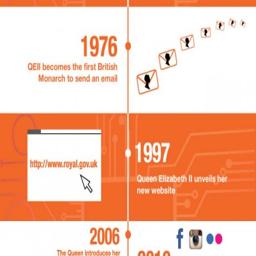 1976
QEII becomes the first British
Monarch to send an email
http://www.royal.gov.uk
1997
Queen Elizabeth II unveils her
new website
2006
The Queen introduces her
2010